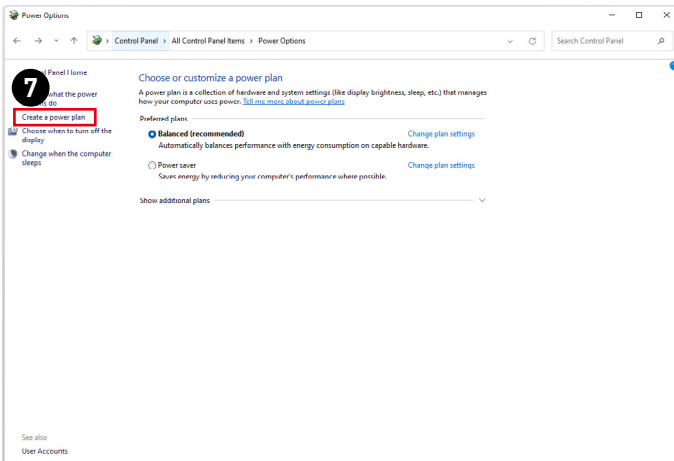 Power Options
Control Panel > All Control Panel Items > Power Options
Search Control Panel
l Panel Home
7
what the power
s do
Create a power plan
Choose when to turn off the
display
Change when the computer
sleeps
Choose or customize a power plan
A power plan is a collection of hardware and system settings (like display brightness, sleep, etc.) that manages
how your computer uses power. Tell me more about power plans
Preferred plans
Balanced (recommended)
Change plan settings
Automatically balances performance with energy consumption on capable hardware.
Power saver
Change plan settings
Saves energy by reducing your computer's performance where possible.
Show additional plans
See also
User Accounts